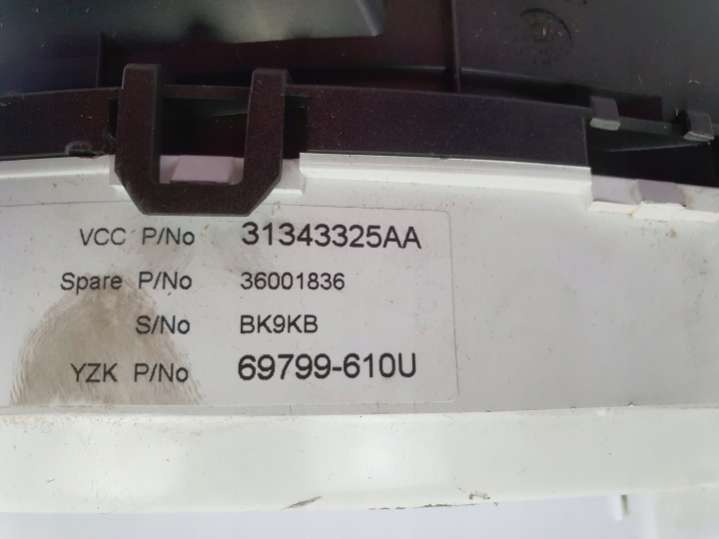 VCC P/No 31343325AA
Spare P/No 36001836
S/No BK9KB
YZK P/No 69799-610U